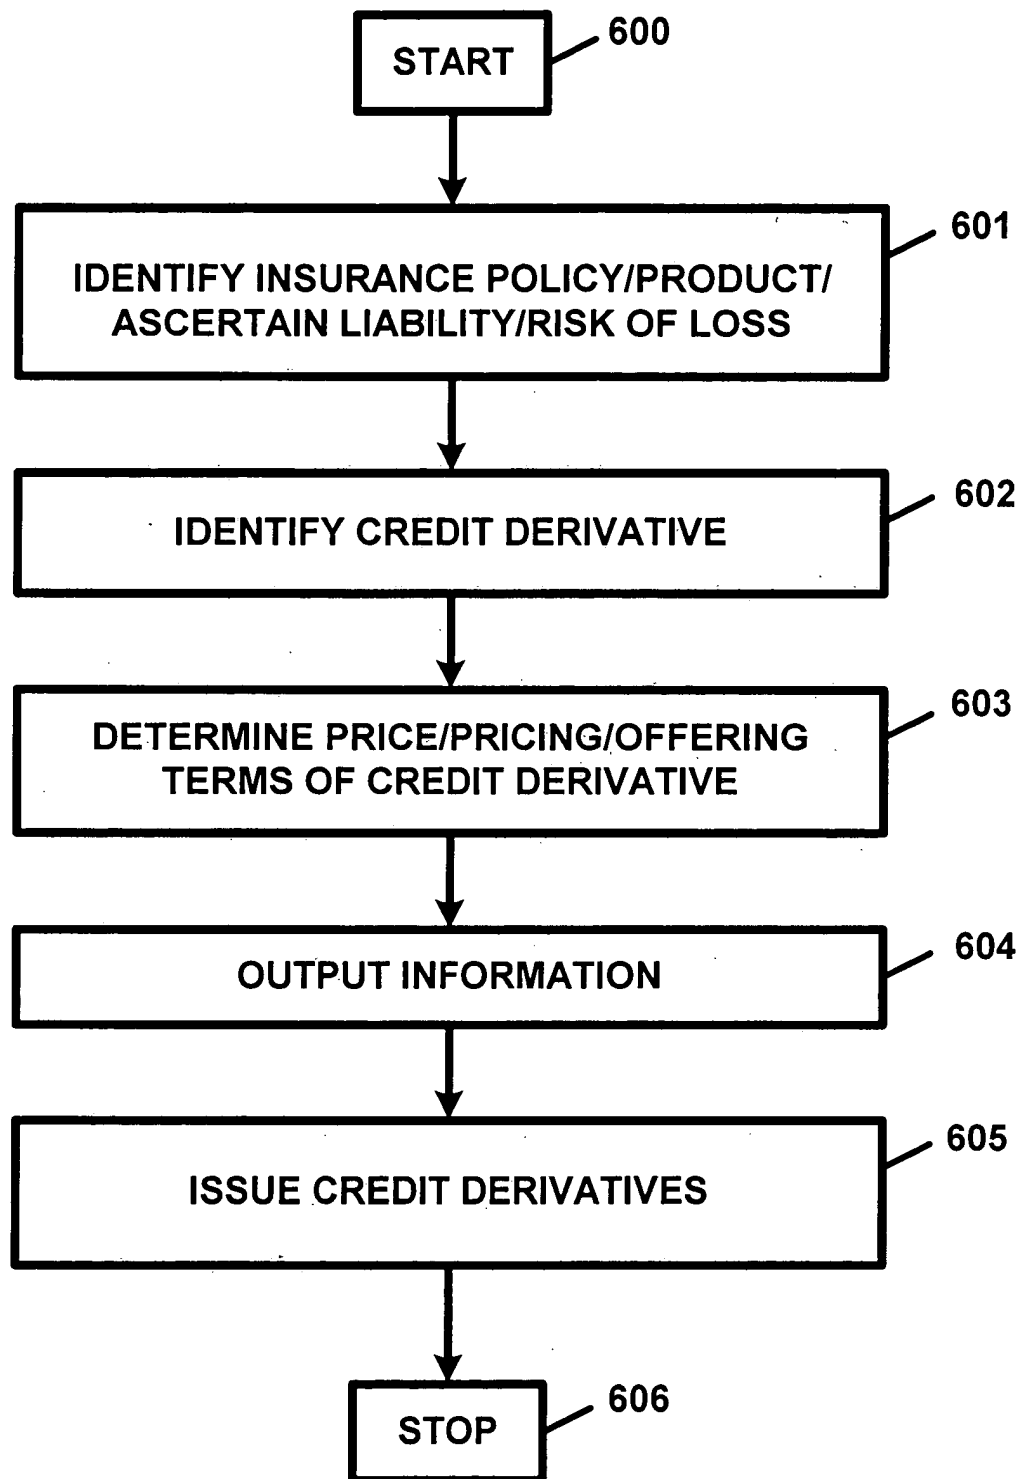 START
600
601
IDENTIFY INSURANCE POLICY/PRODUCT/
ASCERTAIN LIABILITY/RISK OF LOSS
602
IDENTIFY CREDIT DERIVATIVE
603
DETERMINE PRICE/PRICING/OFFERING
TERMS OF CREDIT DERIVATIVE
604
OUTPUT INFORMATION
605
ISSUE CREDIT DERIVATIVES
606
STOP